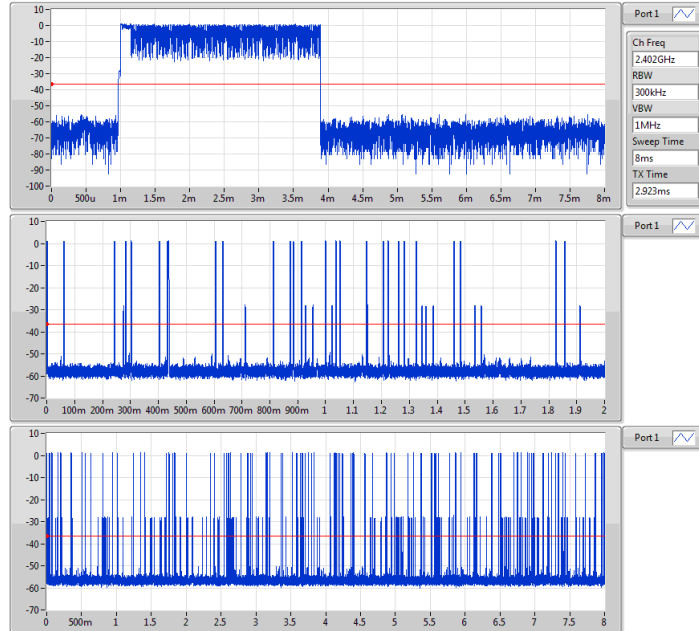 10
0
-10
-20
-30
-40
-50
-60
-70
-80
-90
-100
0 500u 1m 1.5m 2m 2.5m 3m 3.5m 4m 4.5m 5m 5.5m 6m 6.5m 7m 7.5m 8m
Port 1
Ch Freq
2.402GHz
RBW
300kHz
VBW
1MHz
Sweep Time
8ms
TX Time
2.923ms
10
0
-10
-20
-30
-40
-50
-60
-70
0 100m 200m 300m 400m 500m 600m 700m 800m 900m 1 1.1 1.2 1.3 1.4 1.5 1.6 1.7 1.8 1.9 2
Port 1
10
0
-10
-20
-30
-40
-50
-60
-70
0 500m 1 1.5 2 2.5 3 3.5 4 4.5 5 5.5 6 6.5 7 7.5 8
Port 1